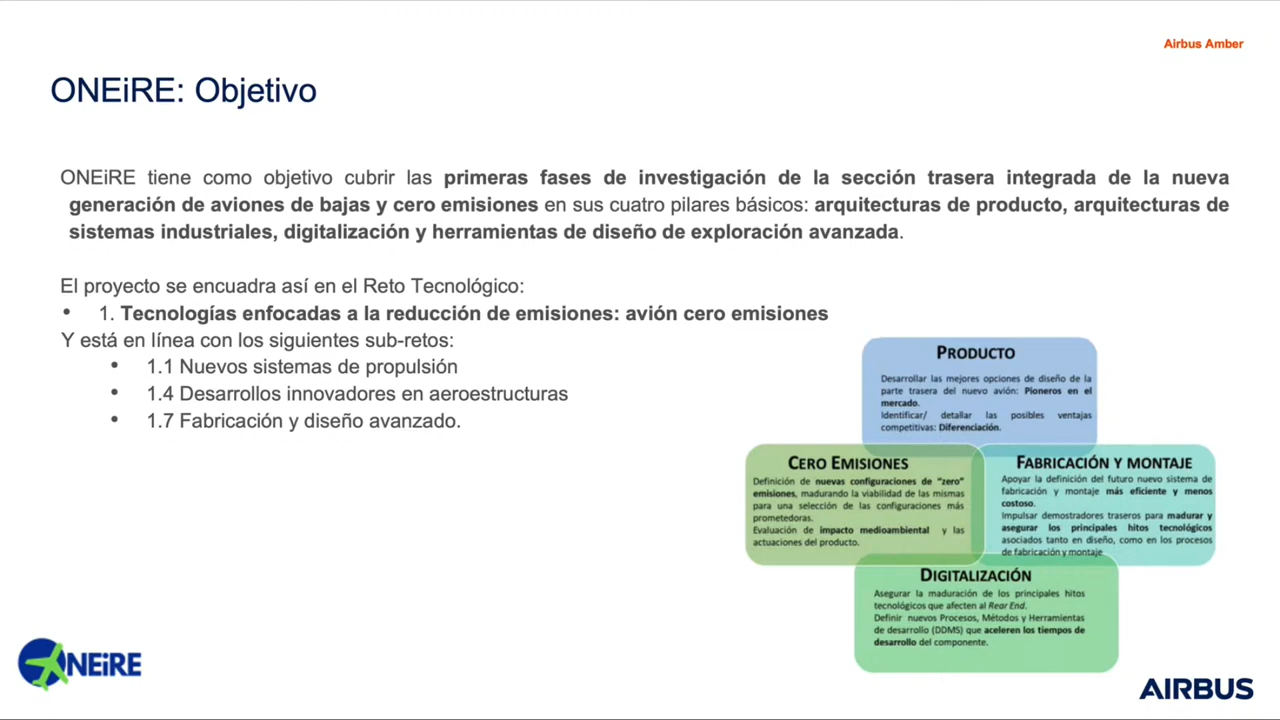 Airbus Amber
ONEiRE: Objetivo
ONEiRE tiene como objetivo cubrir las primeras fases de investigación de la sección trasera integrada de la nueva
generación de aviones de bajas y cero emisiones en sus cuatro pilares básicos: arquitecturas de producto, arquitecturas de
sistemas industriales, digitalización y herramientas de diseño de exploración avanzada.
El proyecto se encuadra así en el Reto Tecnológico:
• 1. Tecnologías enfocadas a la reducción de emisiones: avión cero emisiones
Y está en línea con los siguientes sub-retos:
• 1.1 Nuevos sistemas de propulsión
• 1.4 Desarrollos innovadores en aeroestructuras
• 1.7 Fabricación y diseño avanzado.
PRODUCTO
Desarrollar las mejores opciones de diseño de la
parte trasera del nuevo avión: Pioneros en el
mercado.
Identificar/ detallar las posibles ventajas
competitivas: Diferenciación.
CERO EMISIONES
Definición de nuevas configuraciones de "zero"
emisiones, madurando la viabilidad de las mismas
para una selección de las configuraciones más
prometedoras.
Evaluación de impacto medioambiental y las
actuaciones del producto.
FABRICACIÓN Y MONTAJE
Apoyar la definición del futuro nuevo sistema de
fabricación y montaje más eficiente y menos
costoso.
Impulsar demostradores traseros para madurar y
asegurar los principales hitos tecnológicos
asociados tanto en diseño, como en los procesos
de fabricación y montaje
DIGITALIZACIÓN
Asegurar la maduración de los principales hitos
tecnológicos que afecten al Rear End.
Definir nuevos Procesos, Métodos y Herramientas
de desarrollo (DDMS) que aceleren los tiempos de
desarrollo del componente.
ONEiRE
AIRBUS